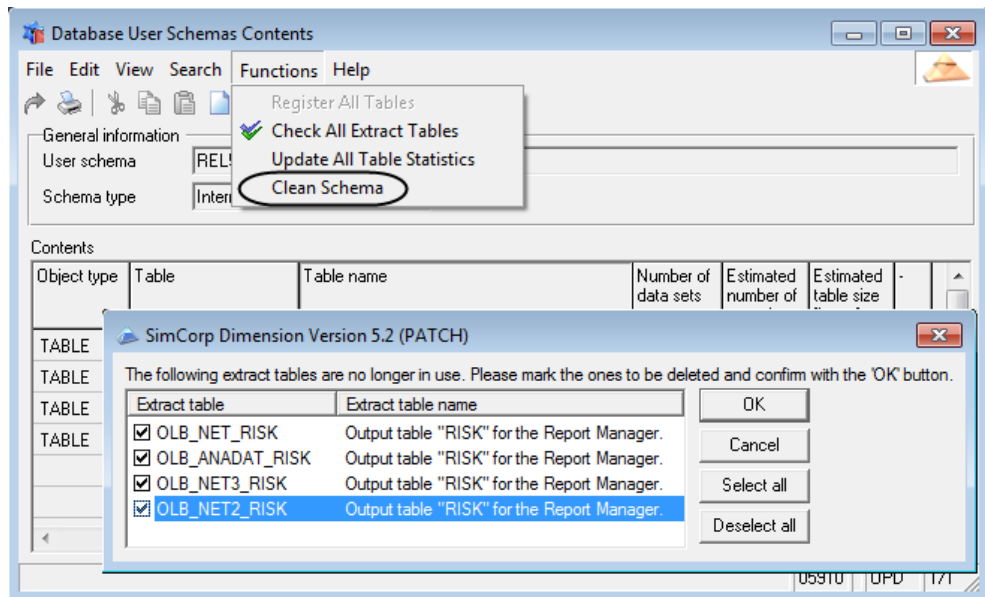 Database User Schemas Contents
File Edit View Search Functions Help
Register All Tables
Check All Extract Tables
Update All Table Statistics
Clean Schema
General information
User schema REL
Schema type Intern
Contents
Object type Table Table name Number of data sets Estimated number of Estimated table size -
TABLE
TABLE
TABLE
TABLE
SimCorp Dimension Version 5.2 (PATCH)
The following extract tables are no longer in use. Please mark the ones to be deleted and confirm with the 'OK' button.
Extract table Extract table name
OLB_NET_RISK Output table "RISK" for the Report Manager.
OLB_ANADAT_RISK Output table "RISK" for the Report Manager.
OLB_NET3_RISK Output table "RISK" for the Report Manager.
OLB_NET2_RISK Output table "RISK" for the Report Manager.
OK
Cancel
Select all
Deselect all
05910 UPD 1/1